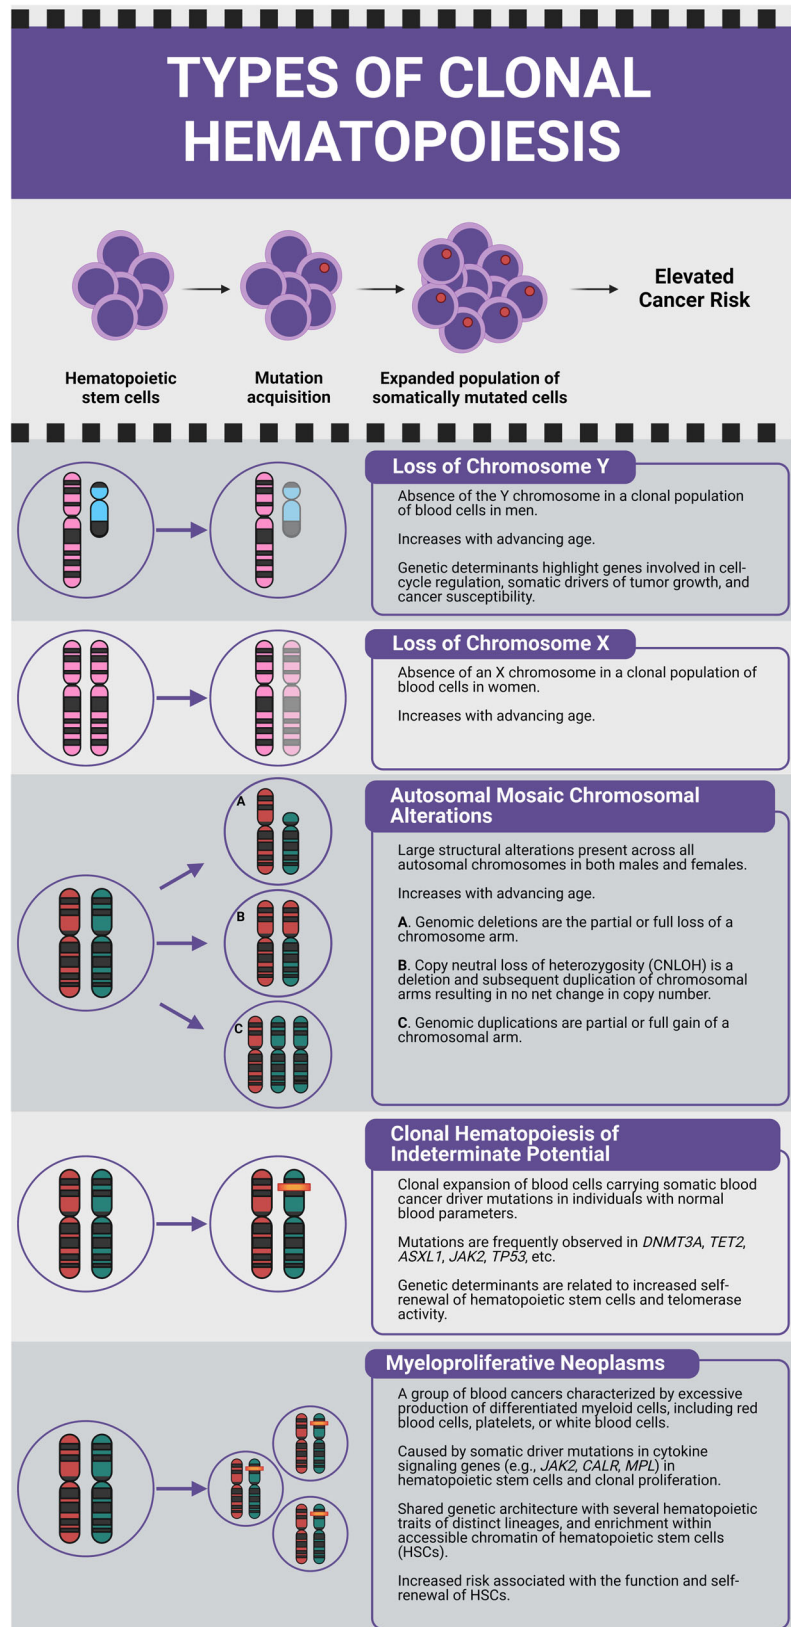 TYPES OF CLONAL
HEMATOPOIESIS
Elevated
Cancer Risk
Hematopoietic
stem cells
Mutation
acquisition
Expanded population of
somatically mutated cells
Loss of Chromosome Y
Absence of the Y chromosome in a clonal population
of blood cells in men.
Increases with advancing age.
Genetic determinants highlight genes involved in cell-
cycle regulation, somatic drivers of tumor growth, and
cancer susceptibility.
Loss of Chromosome X
Absence of an X chromosome in a clonal population of
blood cells in women.
Increases with advancing age.
A
B
C
Autosomal Mosaic Chromosomal
Alterations
Large structural alterations present across all
autosomal chromosomes in both males and females.
Increases with advancing age.
A. Genomic deletions are the partial or full loss of a
chromosome arm.
B. Copy neutral loss of heterozygosity (CNLOH) is a
deletion and subsequent duplication of chromosomal
arms resulting in no net change in copy number.
C. Genomic duplications are partial or full gain of a
chromosomal arm.
Clonal Hematopoiesis of
Indeterminate Potential
Clonal expansion of blood cells carrying somatic blood
cancer driver mutations in individuals with normal
blood parameters.
Mutations are frequently observed in DNMT3A, TET2,
ASXL1, JAK2, TP53, etc.
Genetic determinants are related to increased self-
renewal of hematopoietic stem cells and telomerase
activity.
Myeloproliferative Neoplasms
A group of blood cancers characterized by excessive
production of differentiated myeloid cells, including red
blood cells, platelets, or white blood cells.
Caused by somatic driver mutations in cytokine
signaling genes (e.g., JAK2, CALR, MPL) in
hematopoietic stem cells and clonal proliferation.
Shared genetic architecture with several hematopoietic
traits of distinct lineages, and enrichment within
accessible chromatin of hematopoietic stem cells
(HSCs).
Increased risk associated with the function and self-
renewal of HSCs.